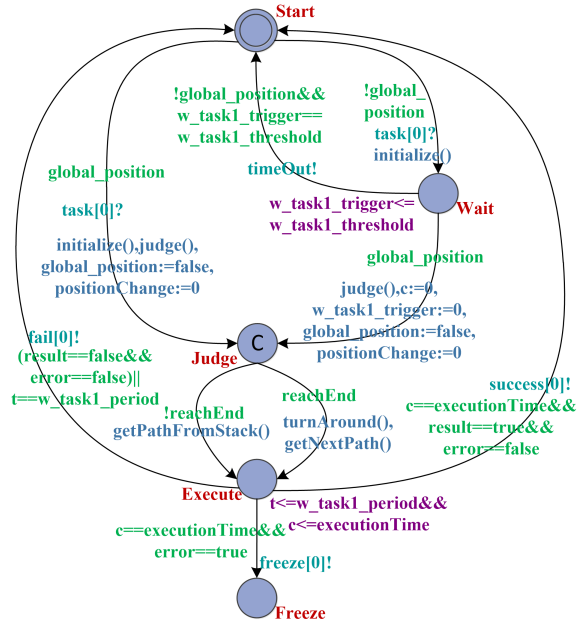 Start
!global_position&&
w_task1_trigger==
w_task1_threshold
!global_
position
task[0]?
initialize()
timeOut!
global_position
task[0]?
initialize(),judge(),
global_position:=false,
positionChange:=0
w_task1_trigger<=
w_task1_threshold
Wait
global_position
judge(),c:=0,
w_task1_trigger:=0,
global_position:=false,
positionChange:=0
C
Judge
fail[0]!
(result==false&&
error==false)||
t==w_task1_period
!reachEnd
getPathFromStack()
reachEnd
turnAround(),
getNextPath()
success[0]!
c==executionTime&&
result==true&&
error==false
Execute
t<=w_task1_period&&
c<=executionTime
c==executionTime&&
error==true
freeze[0]!
Freeze